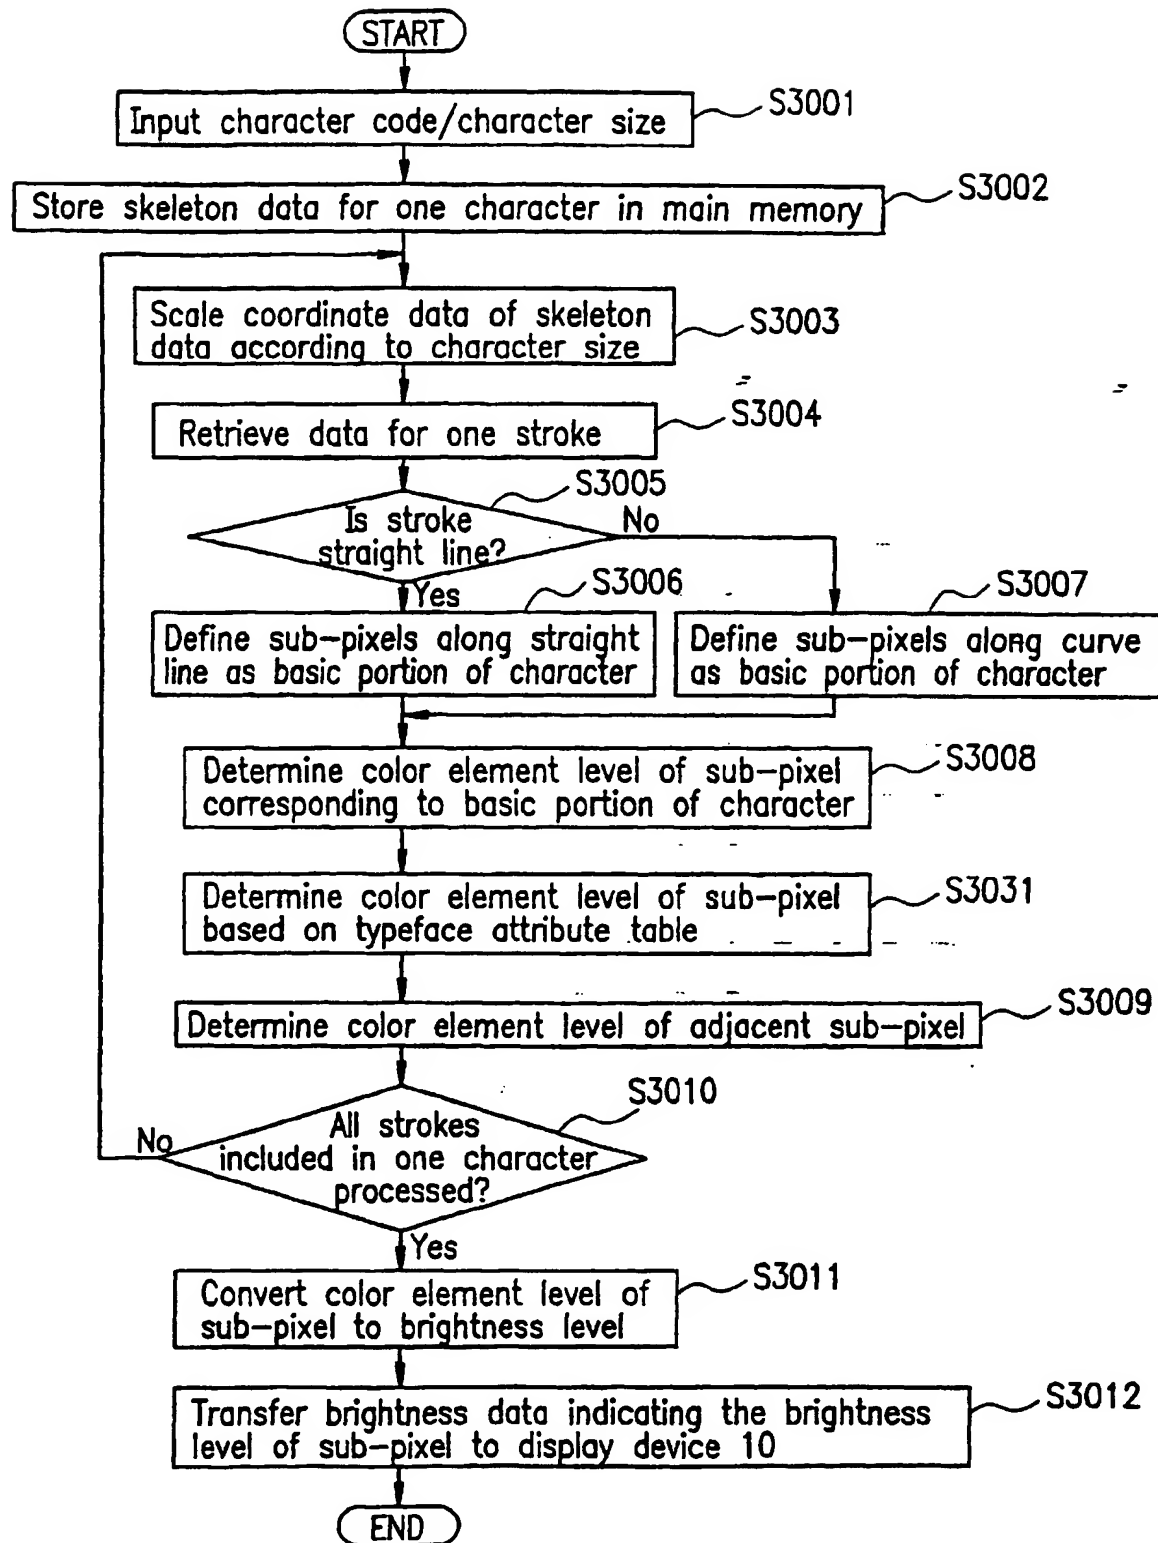 START
Input character code/character size
S3001
Store skeleton data for one character in main memory
S3002
Scale coordinate data of skeleton
data according to character size
S3003
Retrieve data for one stroke
S3004
Is stroke
straight line?
S3005
No
Yes
S3006
Define sub-pixels along straight
line as basic portion of character
S3007
Define sub-pixels along curve
as basic portion of character
Determine color element level of sub-pixel
corresponding to basic portion of character
S3008
Determine color element level of sub-pixel
based on typeface attribute table
S3031
Determine color element level of adjacent sub-pixel
S3009
All strokes
included in one character
processed?
S3010
No
Yes
Convert color element level of
sub-pixel to brightness level
S3011
Transfer brightness data indicating the brightness
level of sub-pixel to display device 10
S3012
END